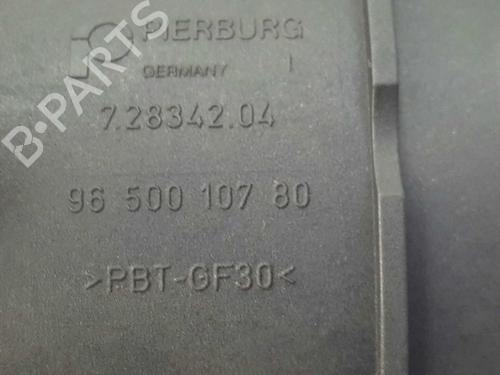 PIERBURG
GERMANY
7.28342.04
96 500 107 80
>PBT-GF30<
B-PARTS